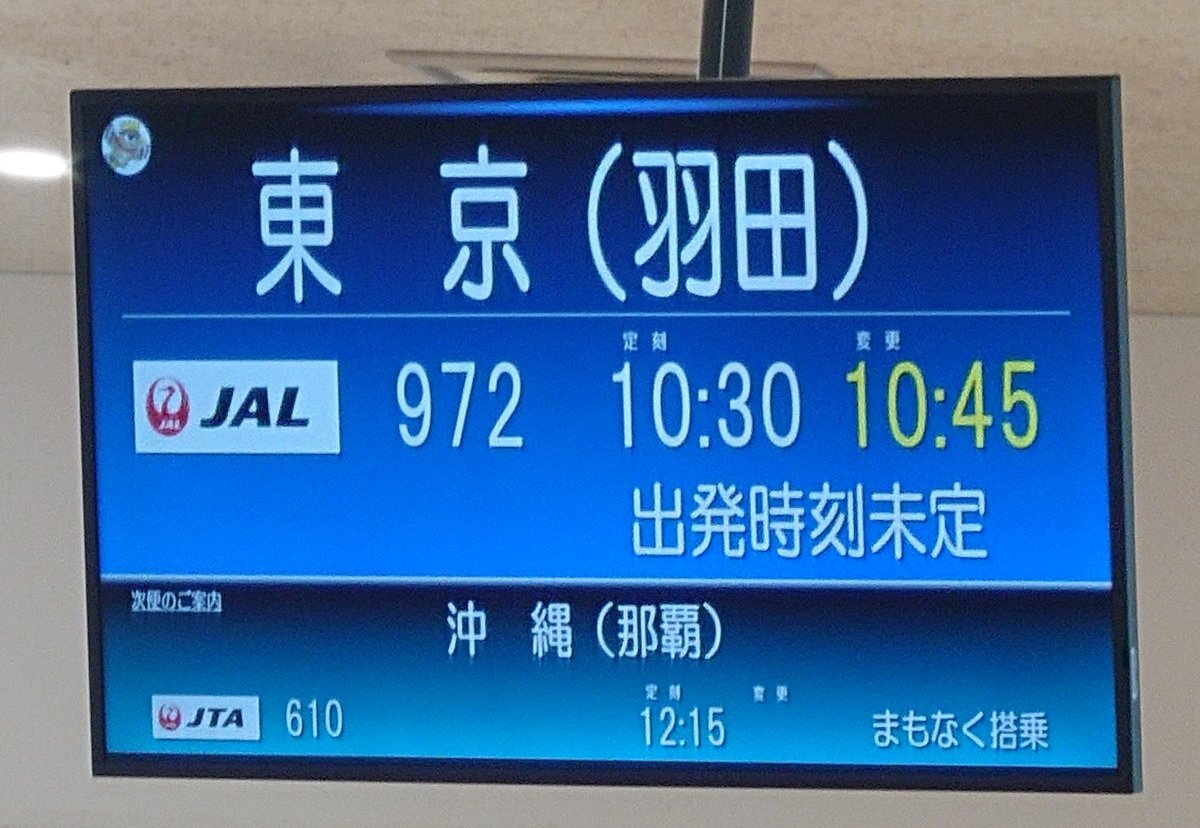 東京(羽田)
定刻 変更
JAL JAL 972 10:30 10:45
出発時刻未定
次便のご案内
沖縄(那覇)
定刻 変更
JTA 610 12:15 まもなく搭乗